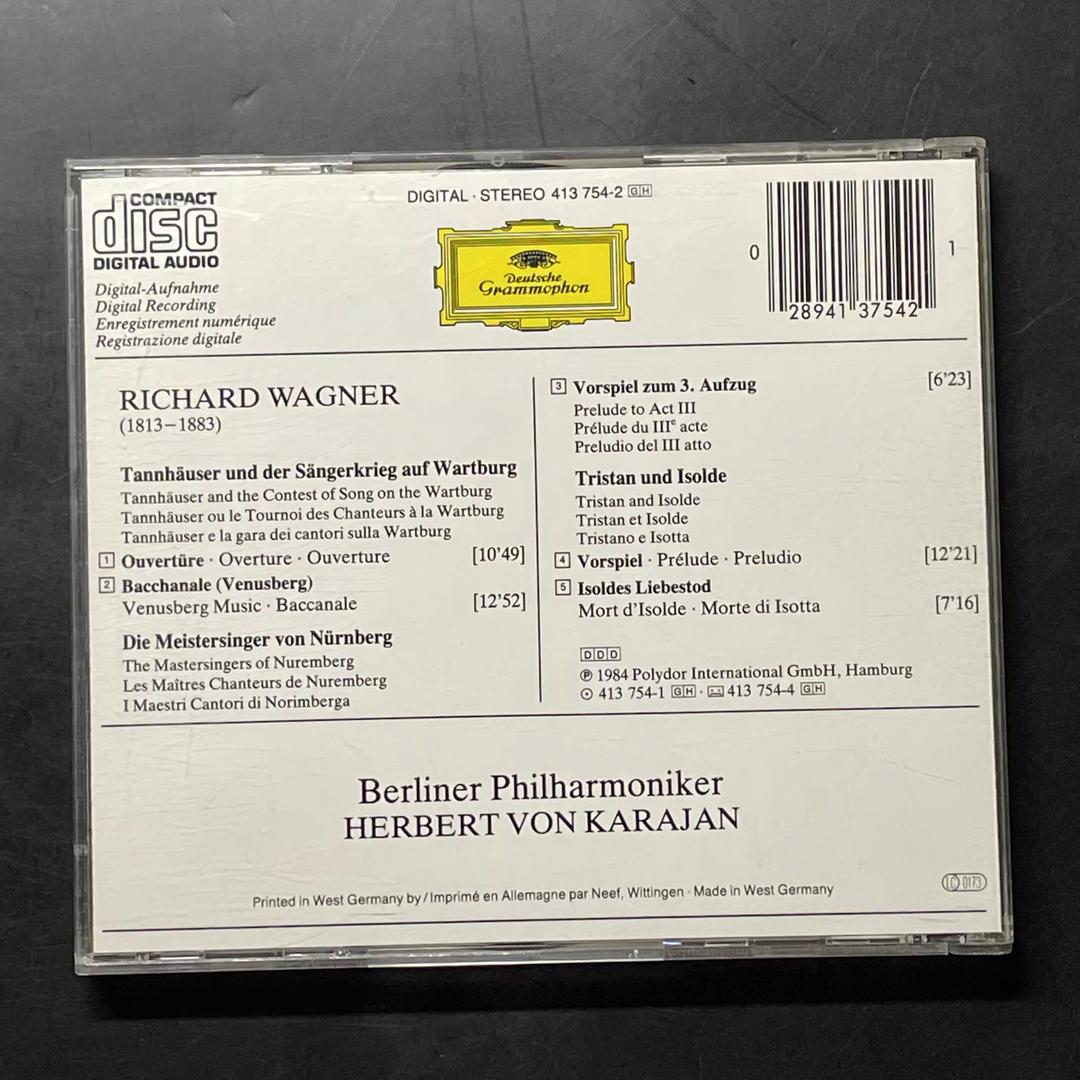 COMPACT
disc
DIGITAL AUDIO
Digital-Aufnahme
Digital Recording
Enregistrement numérique
Registrazione digitale
DIGITAL · STEREO 413 754-2 GH
Deutsche
Grammophon
0 28941 37542 1
RICHARD WAGNER
(1813–1883)
Tannhäuser und der Sängerkrieg auf Wartburg
Tannhäuser and the Contest of Song on the Wartburg
Tannhäuser ou le Tournoi des Chanteurs à la Wartburg
Tannhäuser e la gara dei cantori sulla Wartburg
1 Ouvertüre · Overture · Ouverture [10'49]
2 Bacchanale (Venusberg)
Venusberg Music · Baccanale [12'52]
Die Meistersinger von Nürnberg
The Mastersingers of Nuremberg
Les Maîtres Chanteurs de Nuremberg
I Maestri Cantori di Norimberga
3 Vorspiel zum 3. Aufzug [6'23]
Prelude to Act III
Prélude du IIIe acte
Preludio del III atto
Tristan und Isolde
Tristan and Isolde
Tristan et Isolde
Tristano e Isotta
4 Vorspiel · Prélude · Preludio [12'21]
5 Isoldes Liebestod
Mort d'Isolde · Morte di Isotta [7'16]
DDD
℗ 1984 Polydor International GmbH, Hamburg
413 754-1 GH · 413 754-4 GH
Berliner Philharmoniker
HERBERT VON KARAJAN
Printed in West Germany by / Imprimé en Allemagne par Neef, Wittingen · Made in West Germany
LC 0173